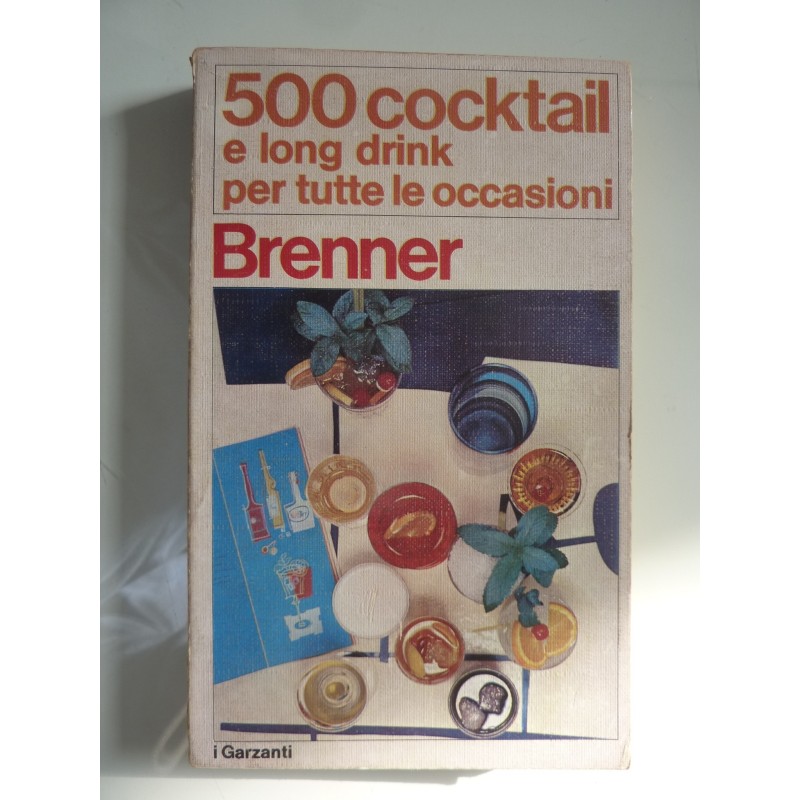 500 cocktail
e long drink
per tutte le occasioni
Brenner
i Garzanti